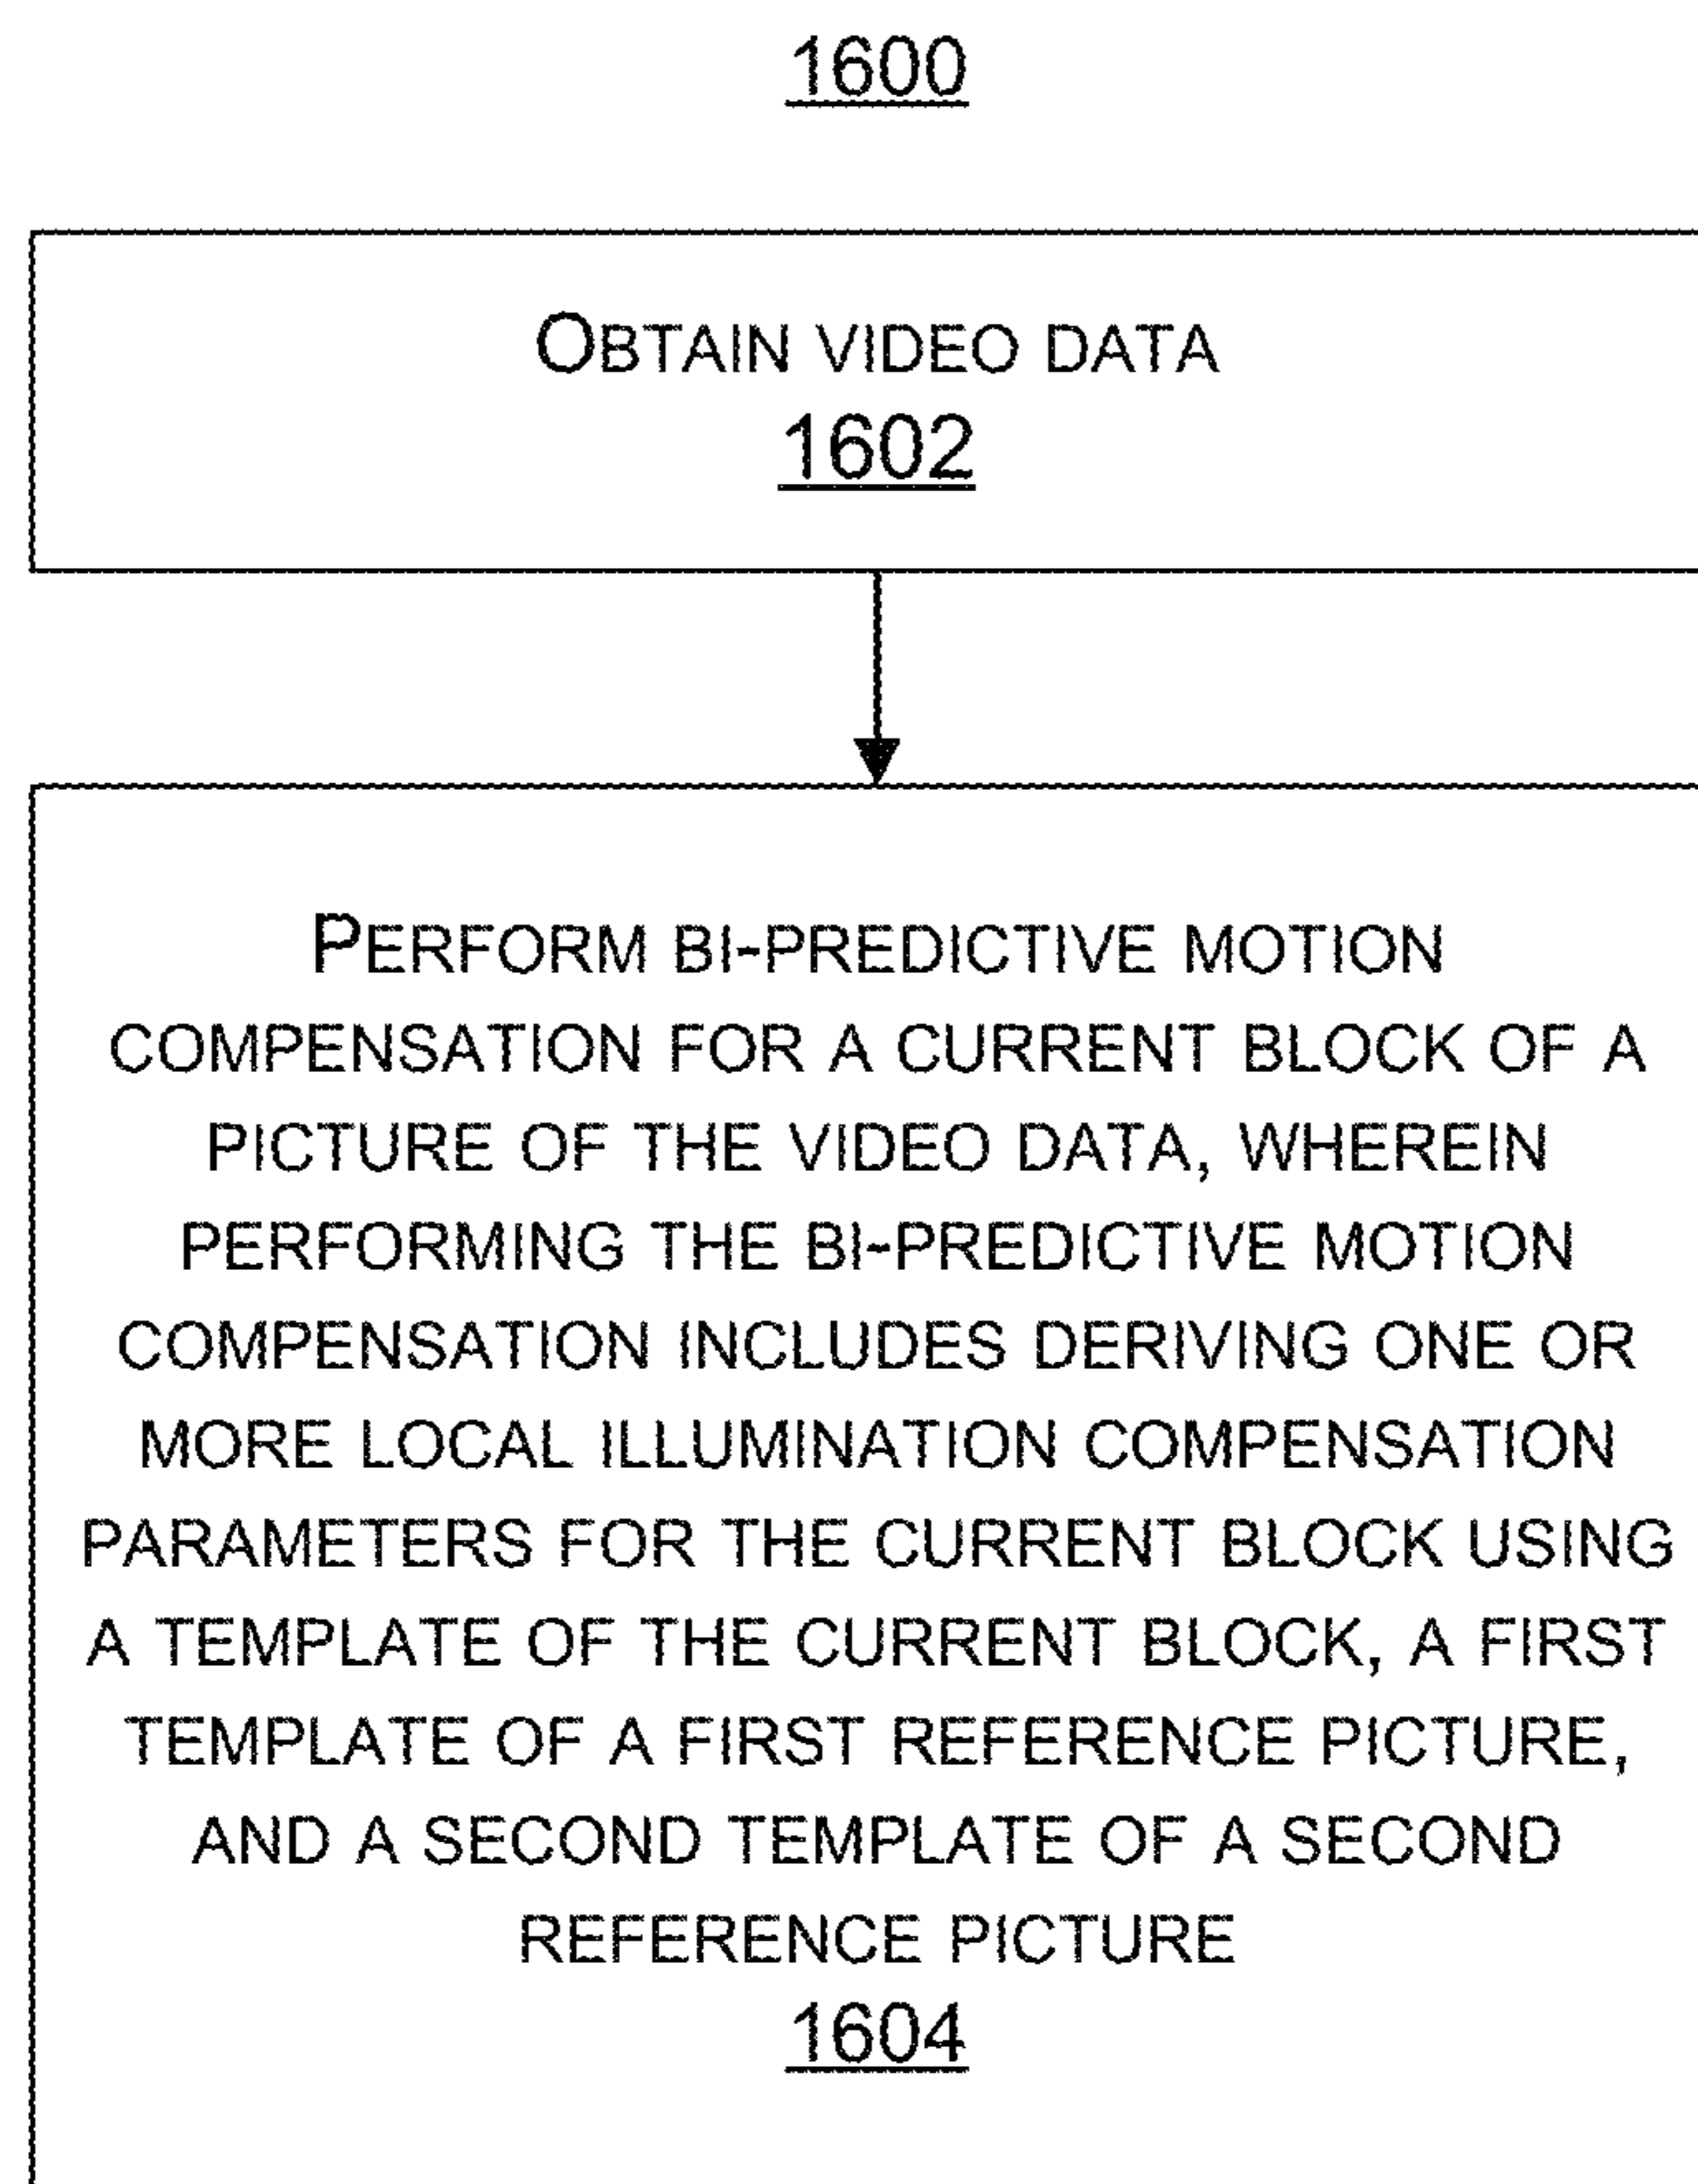 1600
OBTAIN VIDEO DATA
1602
PERFORM BI-PREDICTIVE MOTION
COMPENSATION FOR A CURRENT BLOCK OF A
PICTURE OF THE VIDEO DATA, WHEREIN
PERFORMING THE BI-PREDICTIVE MOTION
COMPENSATION INCLUDES DERIVING ONE OR
MORE LOCAL ILLUMINATION COMPENSATION
PARAMETERS FOR THE CURRENT BLOCK USING
A TEMPLATE OF THE CURRENT BLOCK, A FIRST
TEMPLATE OF A FIRST REFERENCE PICTURE,
AND A SECOND TEMPLATE OF A SECOND
REFERENCE PICTURE
1604